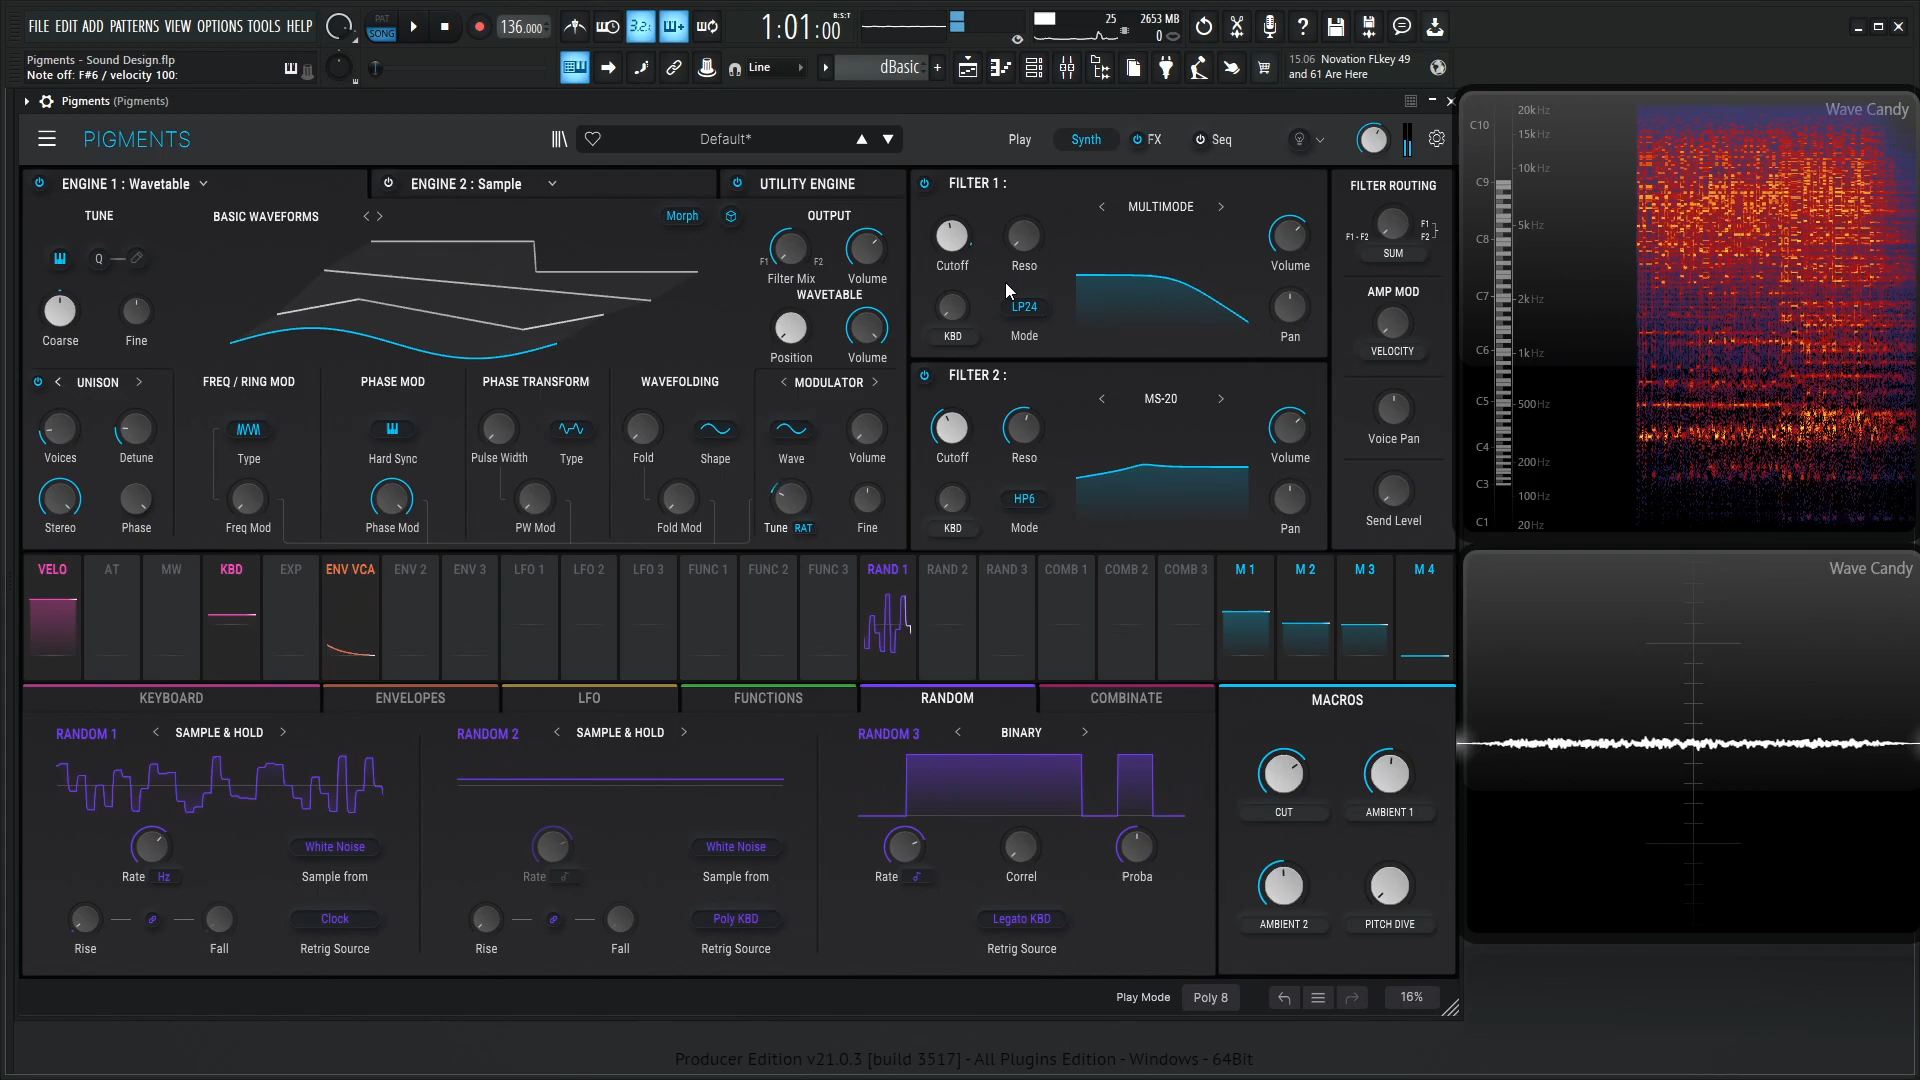 FILE EDIT ADD PATTERNS VIEW OPTIONS TOOLS HELP
PAT
SONG
136.000
3.2.
1:01:00
B:S:T
25
2653 MB
0
Pigments - Sound Design.flp
Note off: F#6 / velocity 100:
Line
dBasic
15.06 Novation FLkey 49
and 61 Are Here
Pigments (Pigments)
PIGMENTS
Default*
Play
Synth
FX
Seq
ENGINE 1 : Wavetable
ENGINE 2 : Sample
UTILITY ENGINE
TUNE
BASIC WAVEFORMS
Morph
OUTPUT
Q
F1
F2
Filter Mix
Volume
WAVETABLE
Coarse
Fine
Position
Volume
UNISON
FREQ / RING MOD
PHASE MOD
PHASE TRANSFORM
WAVEFOLDING
MODULATOR
Voices
Detune
Type
Hard Sync
Pulse Width
Type
Fold
Shape
Wave
Volume
Stereo
Phase
Freq Mod
Phase Mod
PW Mod
Fold Mod
Tune RAT
Fine
FILTER 1 :
MULTIMODE
Cutoff
Reso
Volume
LP24
KBD
Mode
Pan
FILTER 2 :
MS-20
Cutoff
Reso
Volume
HP6
KBD
Mode
Pan
FILTER ROUTING
F1 - F2
F1
F2
SUM
AMP MOD
VELOCITY
Voice Pan
Send Level
Wave Candy
C10
C9
C8
C7
C6
C5
C4
C3
C1
20kHz
15kHz
10kHz
5kHz
2kHz
1kHz
500Hz
200Hz
100Hz
20Hz
VELO
AT
MW
KBD
EXP
ENV VCA
ENV 2
ENV 3
LFO 1
LFO 2
LFO 3
FUNC 1
FUNC 2
FUNC 3
RAND 1
RAND 2
RAND 3
COMB 1
COMB 2
COMB 3
M 1
M 2
M 3
M 4
Wave Candy
KEYBOARD
ENVELOPES
LFO
FUNCTIONS
RANDOM
COMBINATE
MACROS
RANDOM 1
SAMPLE & HOLD
White Noise
Rate Hz
Sample from
Clock
Rise
Fall
Retrig Source
RANDOM 2
SAMPLE & HOLD
White Noise
Rate
Sample from
Poly KBD
Rise
Fall
Retrig Source
RANDOM 3
BINARY
Rate
Correl
Proba
Legato KBD
Retrig Source
CUT
AMBIENT 1
AMBIENT 2
PITCH DIVE
Play Mode
Poly 8
16%
Producer Edition v21.0.3 [build 3517] - All Plugins Edition - Windows - 64Bit